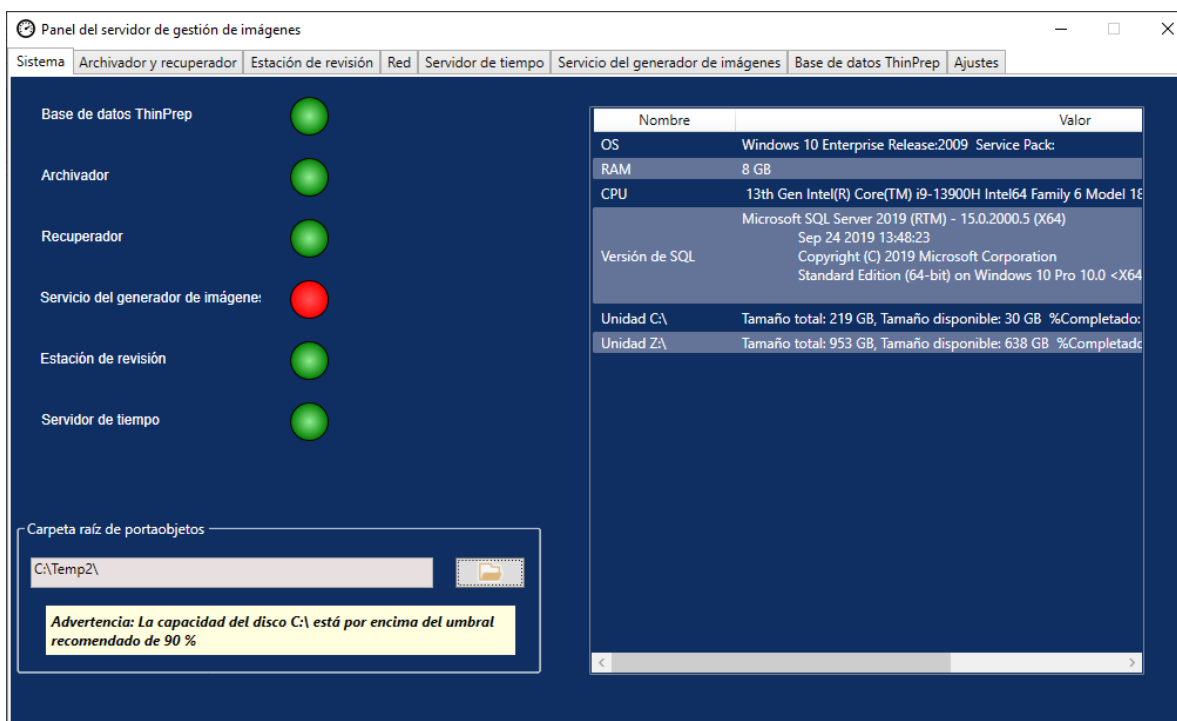 Panel del servidor de gestión de imágenes
Sistema Archivador y recuperador Estación de revisión Red Servidor de tiempo Servicio del generador de imágenes Base de datos ThinPrep Ajustes
Base de datos ThinPrep
Archivador
Recuperador
Servicio del generador de imágene
Estación de revisión
Servidor de tiempo
Carpeta raíz de portaobjetos
C:\Temp2\
Advertencia: La capacidad del disco C:\ está por encima del umbral
recomendado de 90 %
Nombre Valor
OS Windows 10 Enterprise Release:2009 Service Pack:
RAM 8 GB
CPU 13th Gen Intel(R) Core(TM) i9-13900H Intel64 Family 6 Model 18
Versión de SQL Microsoft SQL Server 2019 (RTM) - 15.0.2000.5 (X64)
Sep 24 2019 13:48:23
Copyright (C) 2019 Microsoft Corporation
Standard Edition (64-bit) on Windows 10 Pro 10.0 <X64
Unidad C:\ Tamaño total: 219 GB, Tamaño disponible: 30 GB %Completado:
Unidad Z:\ Tamaño total: 953 GB, Tamaño disponible: 638 GB %Completado